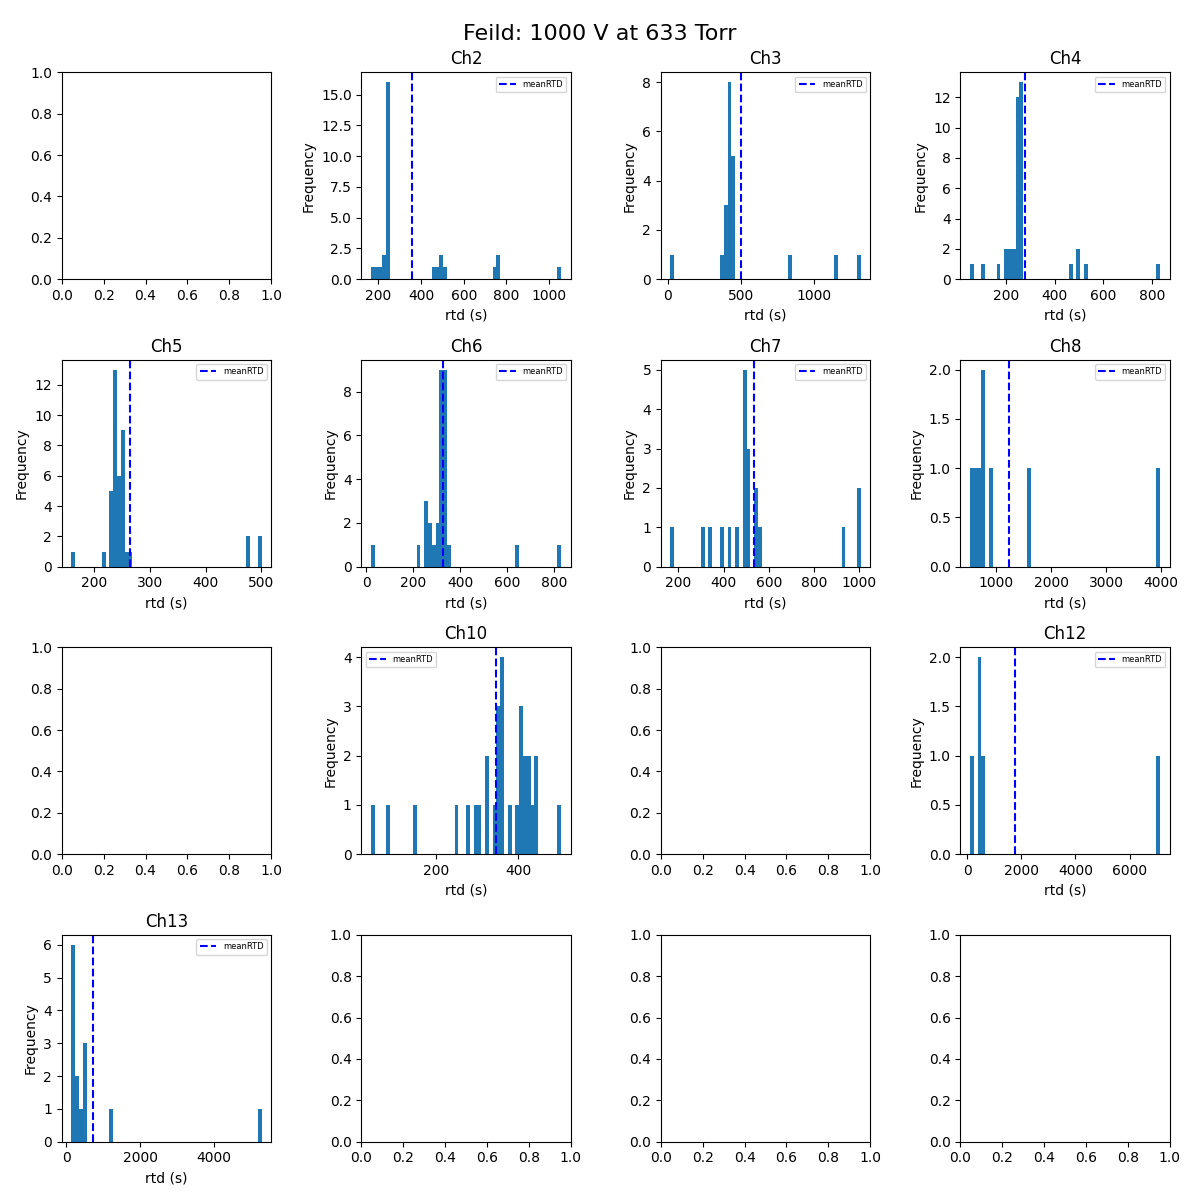 Feild: 1000 V at 633 Torr
1.0
0.8
0.6
0.4
0.2
0.0
0.0 0.2 0.4 0.6 0.8 1.0
Ch2
meanRTD
Frequency
15.0
12.5
10.0
7.5
5.0
2.5
0.0
200 400 600 800 1000
rtd (s)
Ch3
meanRTD
Frequency
8
6
4
2
0
0 500 1000
rtd (s)
Ch4
meanRTD
Frequency
12
10
8
6
4
2
0
200 400 600 800
rtd (s)
Ch5
meanRTD
Frequency
12
10
8
6
4
2
0
200 300 400 500
rtd (s)
Ch6
meanRTD
Frequency
8
6
4
2
0
0 200 400 600 800
rtd (s)
Ch7
meanRTD
Frequency
5
4
3
2
1
0
200 400 600 800 1000
rtd (s)
Ch8
meanRTD
Frequency
2.0
1.5
1.0
0.5
0.0
1000 2000 3000 4000
rtd (s)
1.0
0.8
0.6
0.4
0.2
0.0
0.0 0.2 0.4 0.6 0.8 1.0
Ch10
meanRTD
Frequency
4
3
2
1
0
200 400
rtd (s)
1.0
0.8
0.6
0.4
0.2
0.0
0.0 0.2 0.4 0.6 0.8 1.0
Ch12
meanRTD
Frequency
2.0
1.5
1.0
0.5
0.0
0 2000 4000 6000
rtd (s)
Ch13
meanRTD
Frequency
6
5
4
3
2
1
0
0 2000 4000
rtd (s)
1.0
0.8
0.6
0.4
0.2
0.0
0.0 0.2 0.4 0.6 0.8 1.0
1.0
0.8
0.6
0.4
0.2
0.0
0.0 0.2 0.4 0.6 0.8 1.0
1.0
0.8
0.6
0.4
0.2
0.0
0.0 0.2 0.4 0.6 0.8 1.0